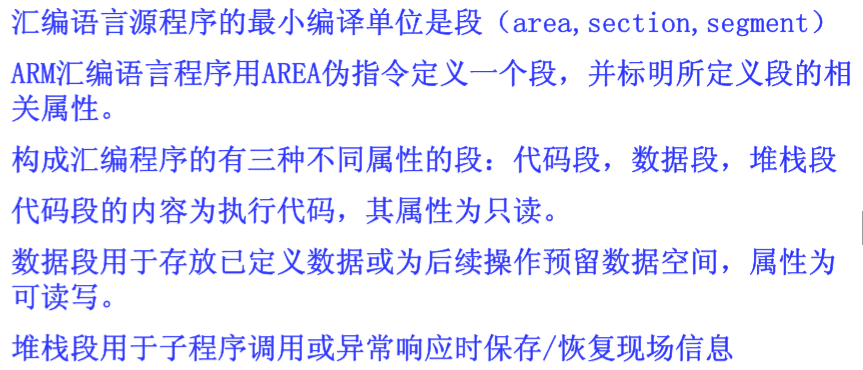 汇编语言源程序的最小编译单位是段（area,section,segment）
ARM汇编语言程序用AREA伪指令定义一个段，并标明所定义段的相
关属性。
构成汇编程序的有三种不同属性的段：代码段，数据段，堆栈段
代码段的内容为执行代码，其属性为只读。
数据段用于存放已定义数据或为后续操作预留数据空间，属性为
可读写。
堆栈段用于子程序调用或异常响应时保存/恢复现场信息